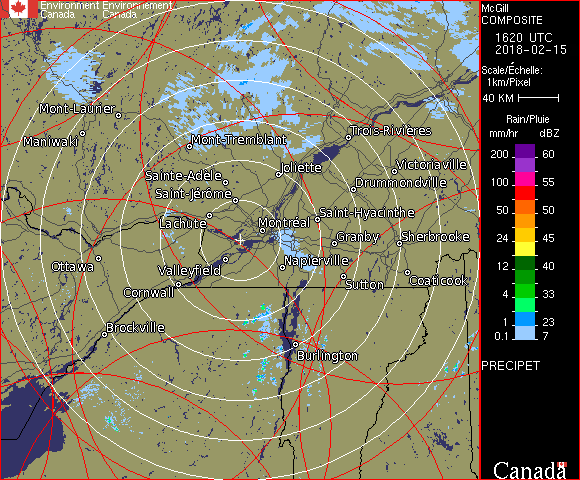 Environment Environnement
Canada Canada
Mont-Laurier
Maniwaki
Mont-Tremblant
Trois-Rivières
Joliette
Victoriaville
Sainte-Adèle
Drummondville
Saint-Jérôme
Lachute
Saint-Hyacinthe
Montréal
Granby
Sherbrooke
Ottawa
Valleyfield
Napierville
Cornwall
Sutton
Coaticook
Brockville
Burlington
McGill
COMPOSITE
1620 UTC
2018-02-15
Scale/Échelle:
1km/Pixel
40 KM
Rain/Pluie
mm/hr dBZ
200 60
100 55
50 50
24 45
12 40
4 33
1 23
0.1 7
PRECIPET
Canada